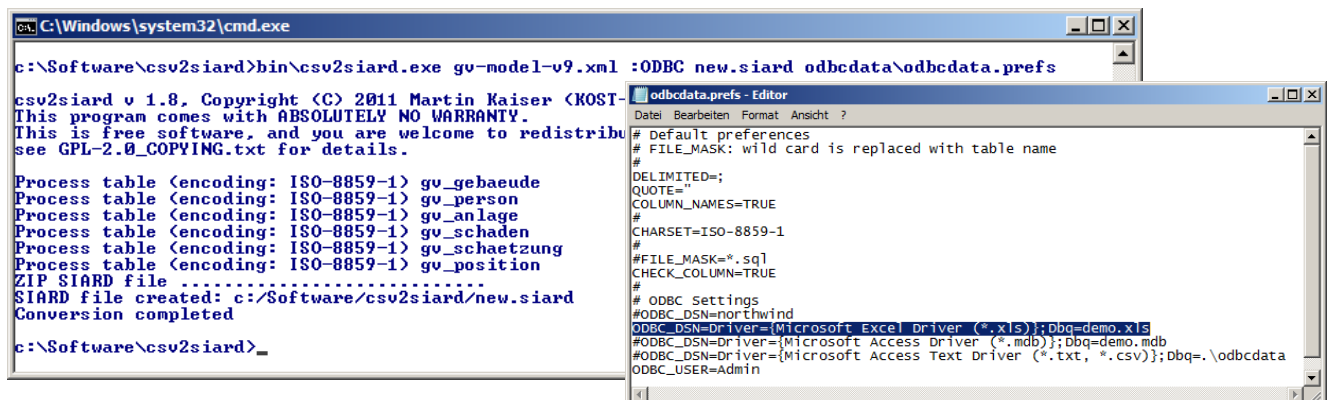 C:\Windows\system32\cmd.exe
c:\Software\csv2siard>bin\csv2siard.exe gv-model-v9.xml :ODBC new.siard odbcdata\odbcdata.prefs
csv2siard v 1.8, Copyright (C) 2011 Martin Kaiser (KOST-
This program comes with ABSOLUTELY NO WARRANTY.
This is free software, and you are welcome to redistribu
see GPL-2.0_COPYING.txt for details.
Process table (encoding: ISO-8859-1) gv_gebaeude
Process table (encoding: ISO-8859-1) gv_person
Process table (encoding: ISO-8859-1) gv_anlage
Process table (encoding: ISO-8859-1) gv_schaden
Process table (encoding: ISO-8859-1) gv_schaetzung
Process table (encoding: ISO-8859-1) gv_position
ZIP SIARD file ............................
SIARD file created: c:/Software/csv2siard/new.siard
Conversion completed
c:\Software\csv2siard>_
odbcdata.prefs - Editor
Datei Bearbeiten Format Ansicht ?
# Default preferences
# FILE_MASK: wild card is replaced with table name
#
DELIMITED=;
QUOTE="
COLUMN_NAMES=TRUE
#
CHARSET=ISO-8859-1
#
#FILE_MASK=*.sql
CHECK_COLUMN=TRUE
#
# ODBC Settings
#ODBC_DSN=northwind
ODBC_DSN=Driver={Microsoft Excel Driver (*.xls)};Dbq=demo.xls
#ODBC_DSN=Driver={Microsoft Access Driver (*.mdb)};Dbq=demo.mdb
#ODBC_DSN=Driver={Microsoft Access Text Driver (*.txt, *.csv)};Dbq=.\odbcdata
ODBC_USER=Admin